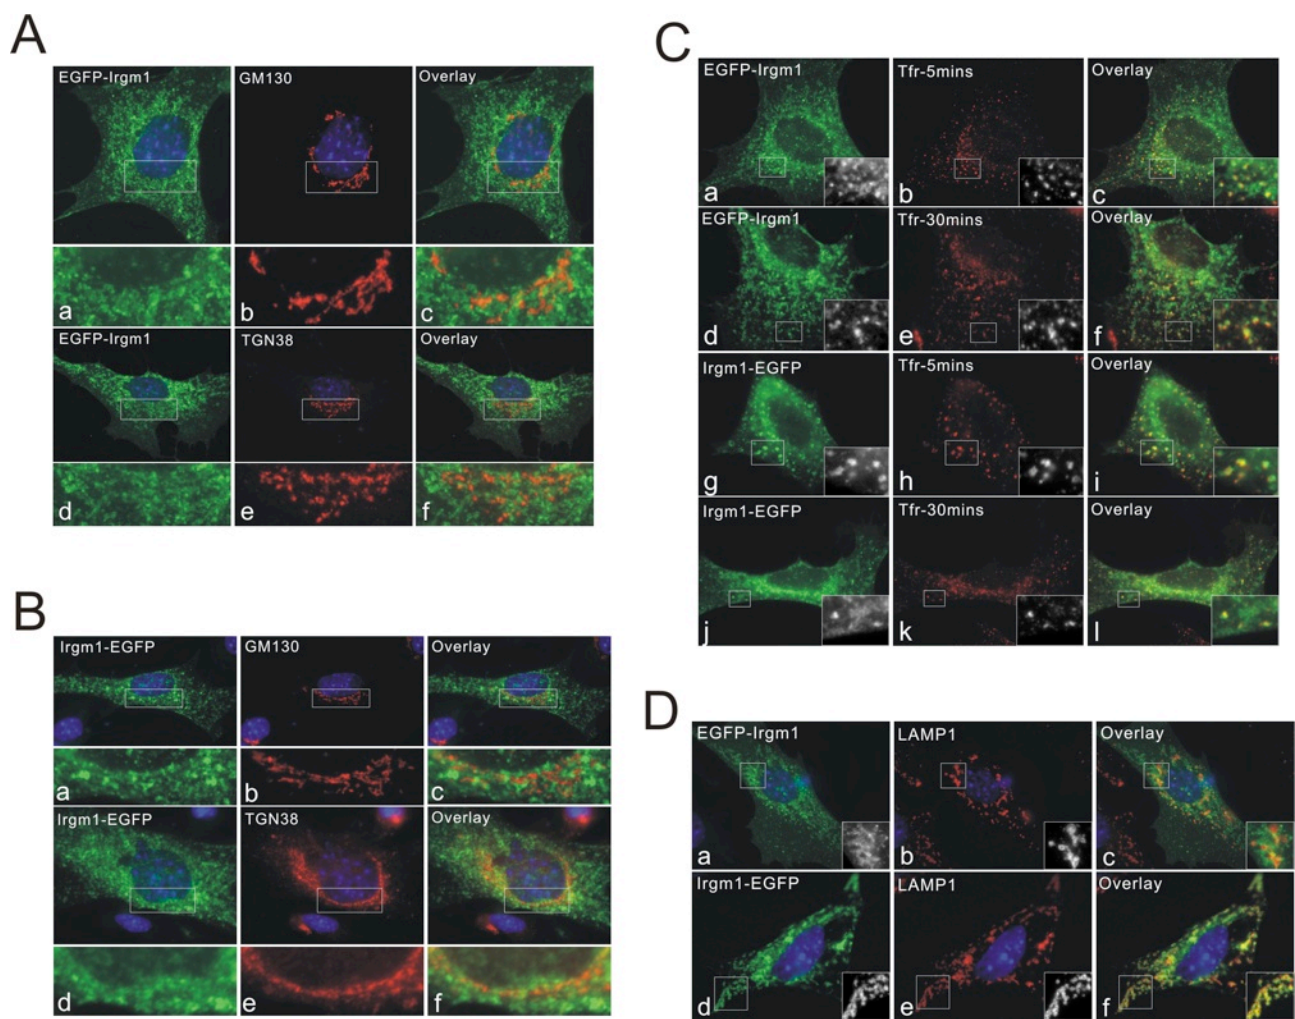 A
EGFP-Irgm1 GM130 Overlay
a b c
EGFP-Irgm1 TGN38 Overlay
d e f
B
Irgm1-EGFP GM130 Overlay
a b c
Irgm1-EGFP TGN38 Overlay
d e f
C
EGFP-Irgm1 Tfr-5mins Overlay
a b c
EGFP-Irgm1 Tfr-30mins Overlay
d e f
Irgm1-EGFP Tfr-5mins Overlay
g h i
Irgm1-EGFP Tfr-30mins Overlay
j k l
D
EGFP-Irgm1 LAMP1 Overlay
a b c
Irgm1-EGFP LAMP1 Overlay
d e f